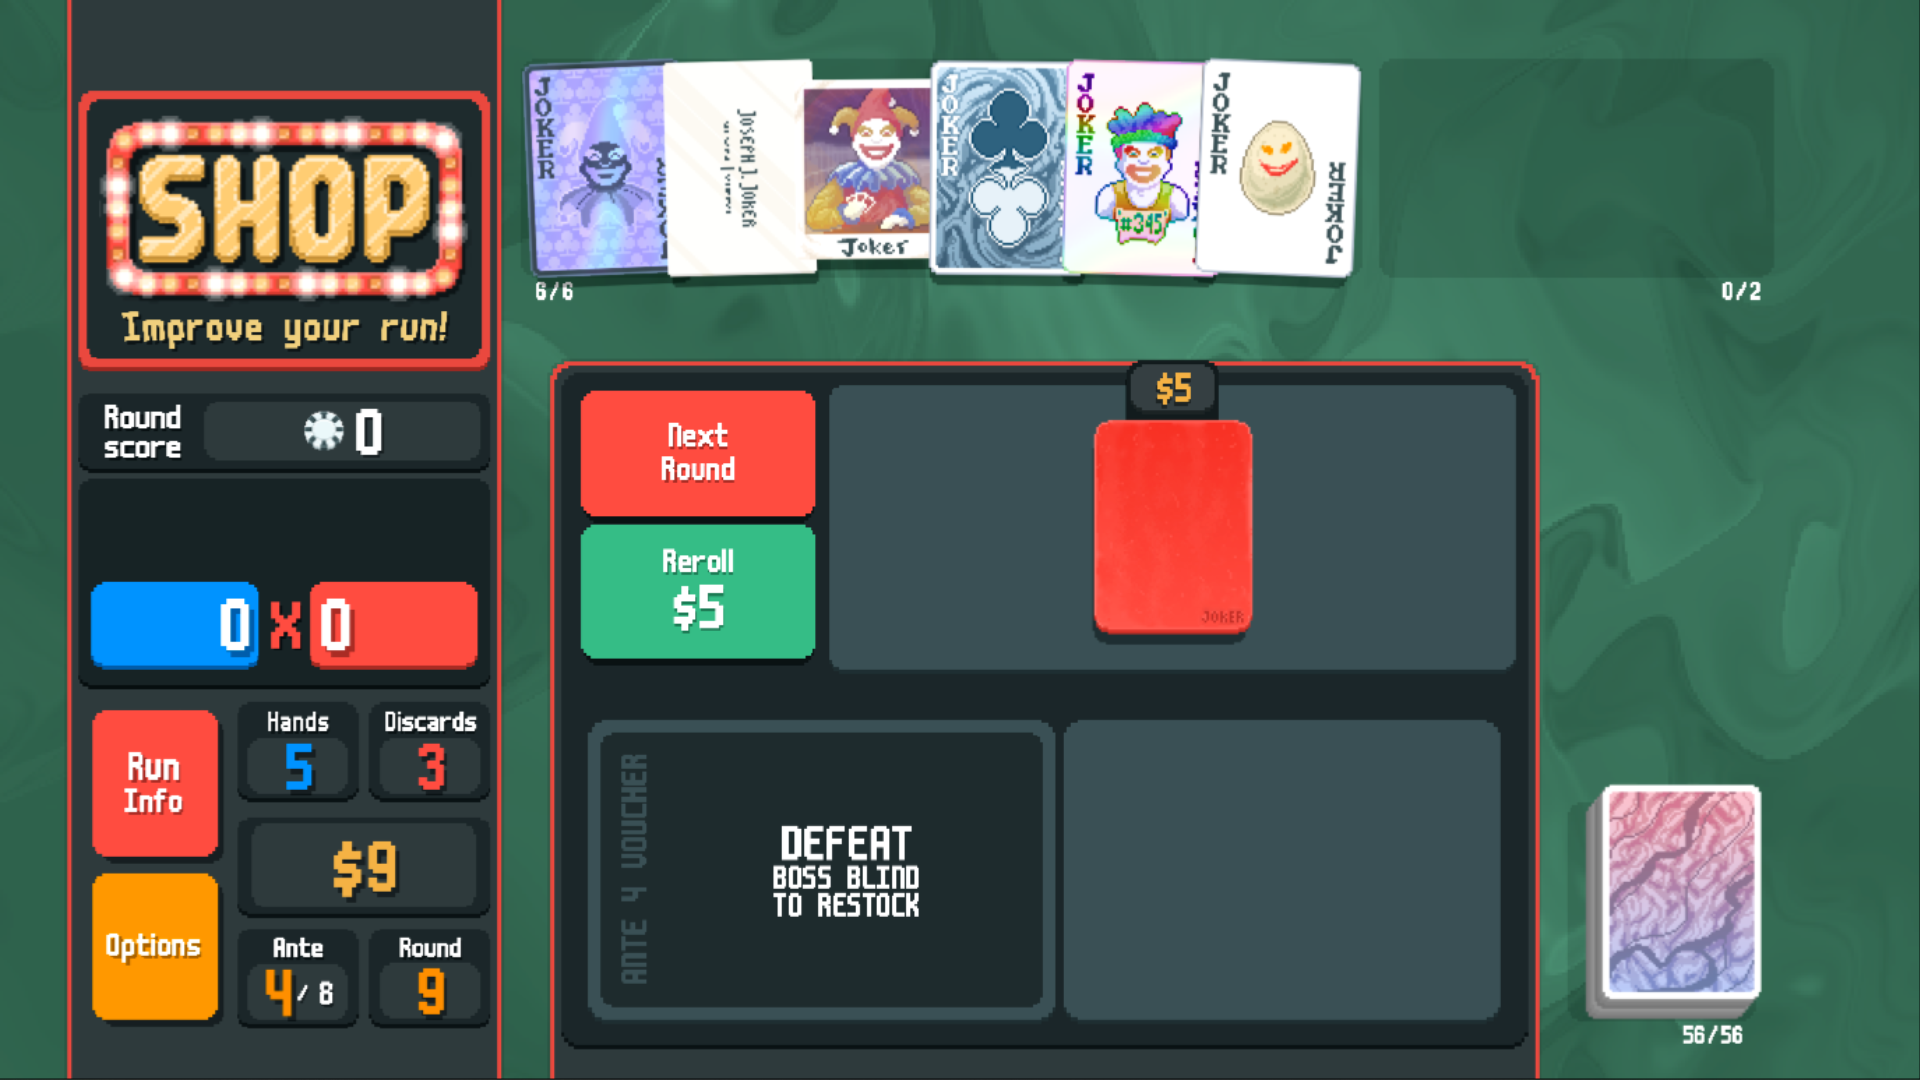 SHOP
Improve your run!
Round
score
0
0 X 0
Run
Info
Hands
5
Discards
3
$9
Options
Ante
4/8
Round
9
JOKER
JOSEPH J. JOKER
Joker
JOKER
JOKER
#345
JOKER
JOKER
6/6
0/2
Next
Round
Reroll
$5
$5
JOKER
ANTE 4 VOUCHER
DEFEAT
BOSS BLIND
TO RESTOCK
56/56